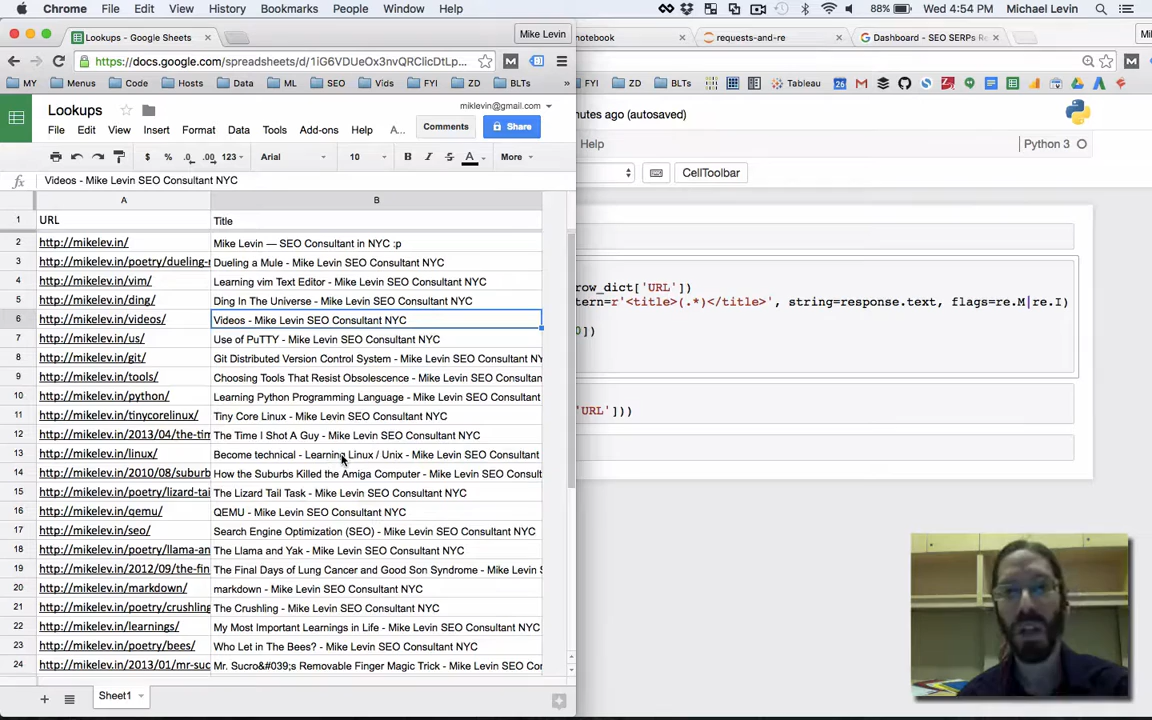 Chrome File Edit View History Bookmarks People Window Help 88% Wed 4:54 PM Michael Levin
Lookups - Google Sheets Mike Levin
https://docs.google.com/spreadsheets/d/1iG6VDUeOx3nvQRClicDtLp...
MY Menus Code Hosts Data ML SEO Vids FYI ZD BLTs »
Lookups miklevin@gmail.com
File Edit View Insert Format Data Tools Add-ons Help A... Comments Share
$ % .0 .00 123 Arial 10 B I S A More
fx Videos - Mike Levin SEO Consultant NYC
A B
1 URL Title
2 http://mikelev.in/ Mike Levin — SEO Consultant in NYC :p
3 http://mikelev.in/poetry/dueling- Dueling a Mule - Mike Levin SEO Consultant NYC
4 http://mikelev.in/vim/ Learning vim Text Editor - Mike Levin SEO Consultant NYC
5 http://mikelev.in/ding/ Ding In The Universe - Mike Levin SEO Consultant NYC
6 http://mikelev.in/videos/ Videos - Mike Levin SEO Consultant NYC
7 http://mikelev.in/us/ Use of PuTTY - Mike Levin SEO Consultant NYC
8 http://mikelev.in/git/ Git Distributed Version Control System - Mike Levin SEO Consultant NY
9 http://mikelev.in/tools/ Choosing Tools That Resist Obsolescence - Mike Levin SEO Consultant
10 http://mikelev.in/python/ Learning Python Programming Language - Mike Levin SEO Consultant
11 http://mikelev.in/tinycorelinux/ Tiny Core Linux - Mike Levin SEO Consultant NYC
12 http://mikelev.in/2013/04/the-tim The Time I Shot A Guy - Mike Levin SEO Consultant NYC
13 http://mikelev.in/linux/ Become technical - Learning Linux / Unix - Mike Levin SEO Consultant
14 http://mikelev.in/2010/08/suburb How the Suburbs Killed the Amiga Computer - Mike Levin SEO Consult
15 http://mikelev.in/poetry/lizard-tai The Lizard Tail Task - Mike Levin SEO Consultant NYC
16 http://mikelev.in/qemu/ QEMU - Mike Levin SEO Consultant NYC
17 http://mikelev.in/seo/ Search Engine Optimization (SEO) - Mike Levin SEO Consultant NYC
18 http://mikelev.in/poetry/llama-an The Llama and Yak - Mike Levin SEO Consultant NYC
19 http://mikelev.in/2012/09/the-fin The Final Days of Lung Cancer and Good Son Syndrome - Mike Levin S
20 http://mikelev.in/markdown/ markdown - Mike Levin SEO Consultant NYC
21 http://mikelev.in/poetry/crushling The Crushling - Mike Levin SEO Consultant NYC
22 http://mikelev.in/learnings/ My Most Important Learnings in Life - Mike Levin SEO Consultant NYC
23 http://mikelev.in/poetry/bees/ Who Let in The Bees? - Mike Levin SEO Consultant NYC
24 http://mikelev.in/2013/01/mr-suc Mr. Sucro&#039;s Removable Finger Magic Trick - Mike Levin SEO Con
Sheet1
notebook requests-and-re Dashboard - SEO SERPs Re Mi
FYI ZD BLTs Tableau SEO
nutes ago (autosaved)
Help Python 3
CellToolbar
row_dict['URL'])
tern=r'<title>(.*)</title>', string=response.text, flags=re.M|re.I)
0])
'URL']))